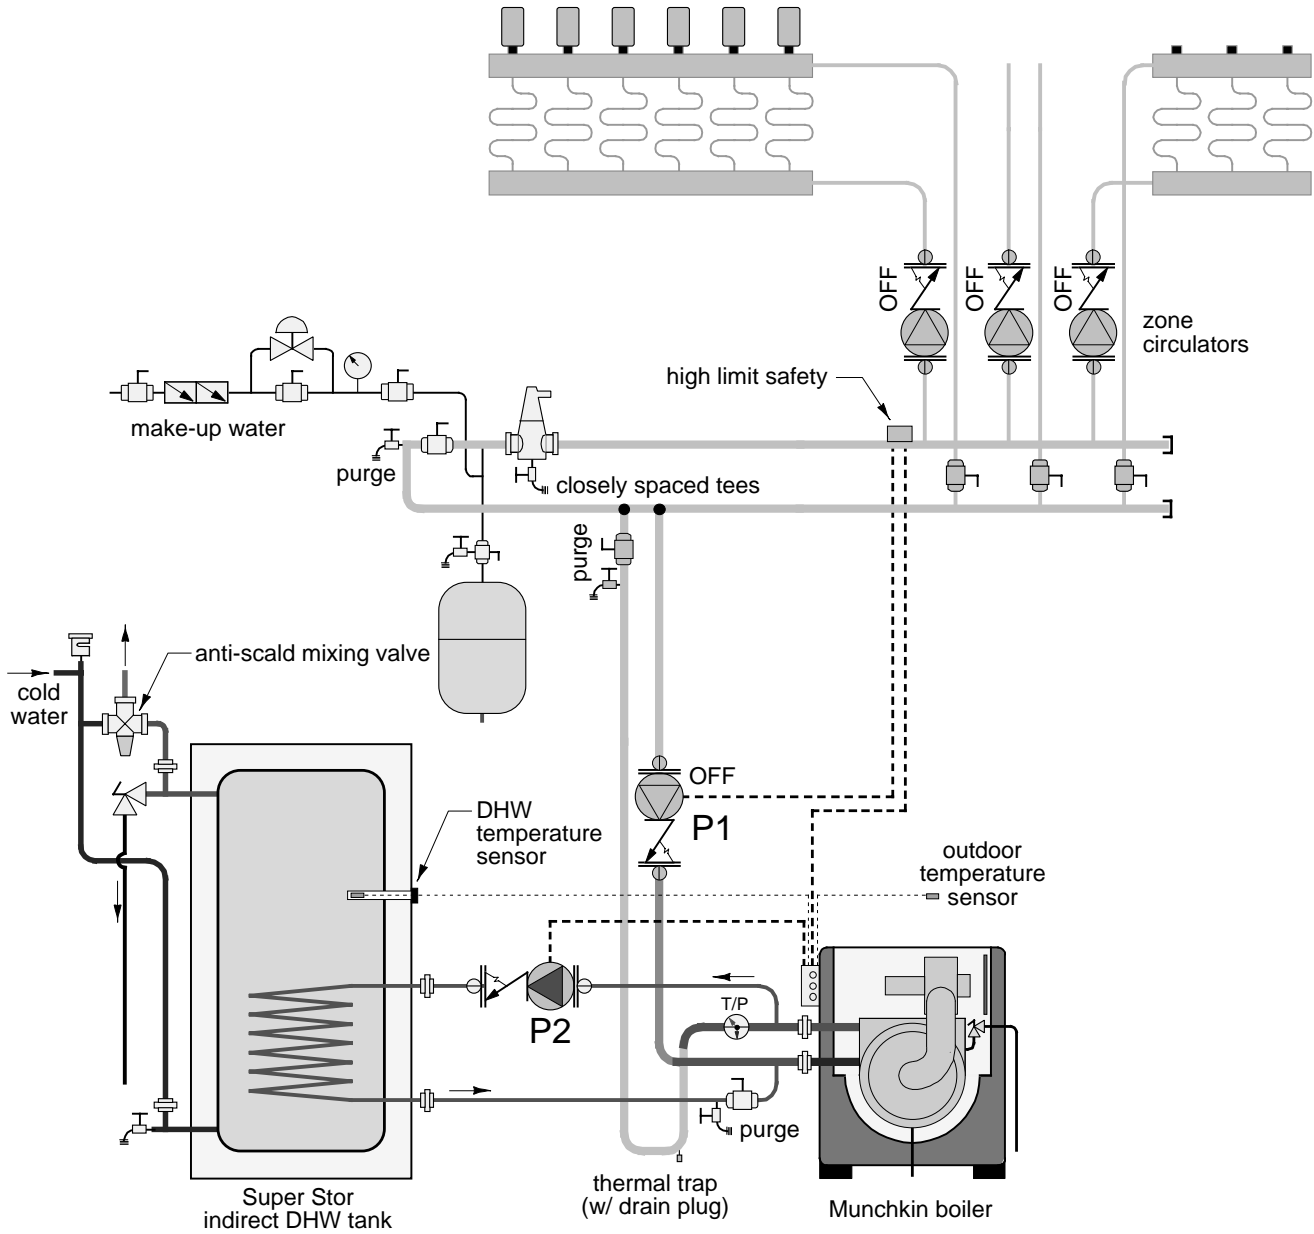 OFF
OFF
OFF
zone
circulators
high limit safety
make-up water
purge
closely spaced tees
purge
anti-scald mixing valve
cold
water
OFF
P1
DHW
temperature
sensor
outdoor
temperature
sensor
T/P
P2
purge
thermal trap
(w/ drain plug)
Super Stor
indirect DHW tank
Munchkin boiler